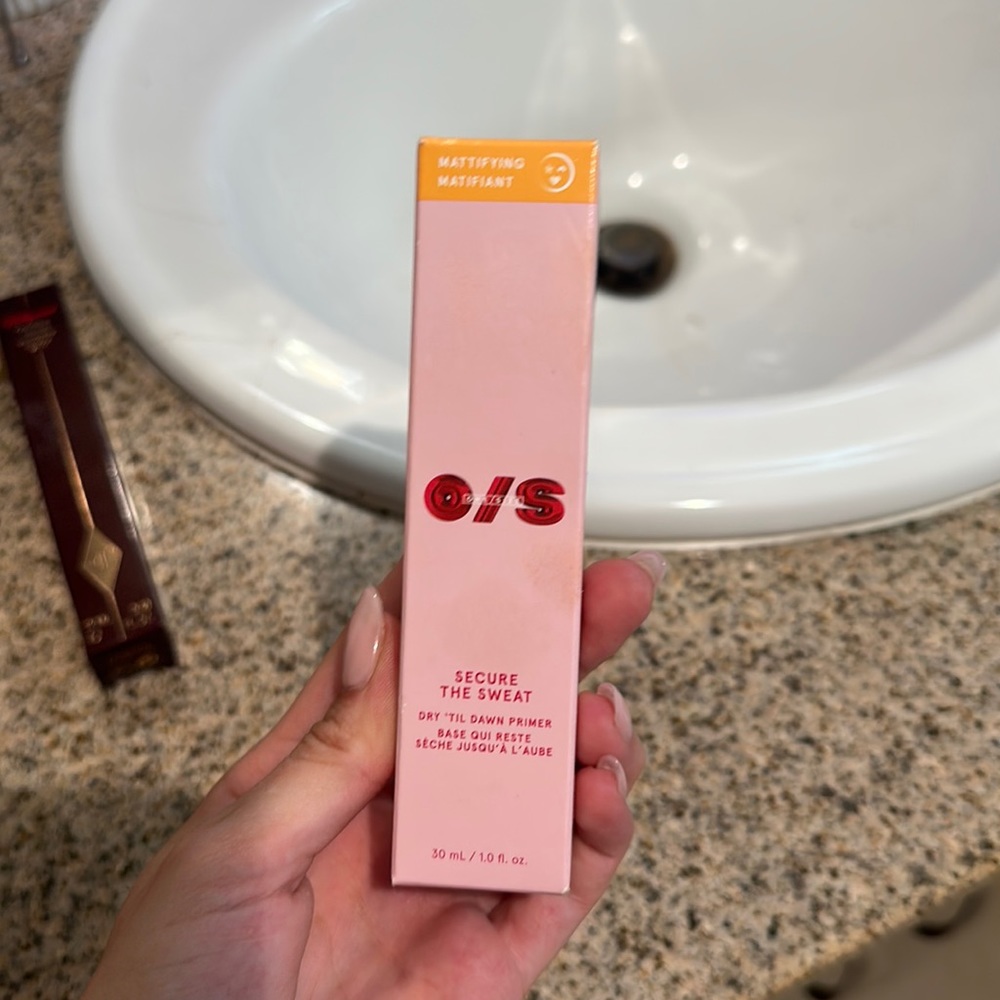 MATTIFYING
MATIFIANT
O/S
SECURE
THE SWEAT
DRY 'TIL DAWN PRIMER
BASE QUI RESTE
SÈCHE JUSQU'À L'AUBE
30 mL / 1.0 fl. oz.